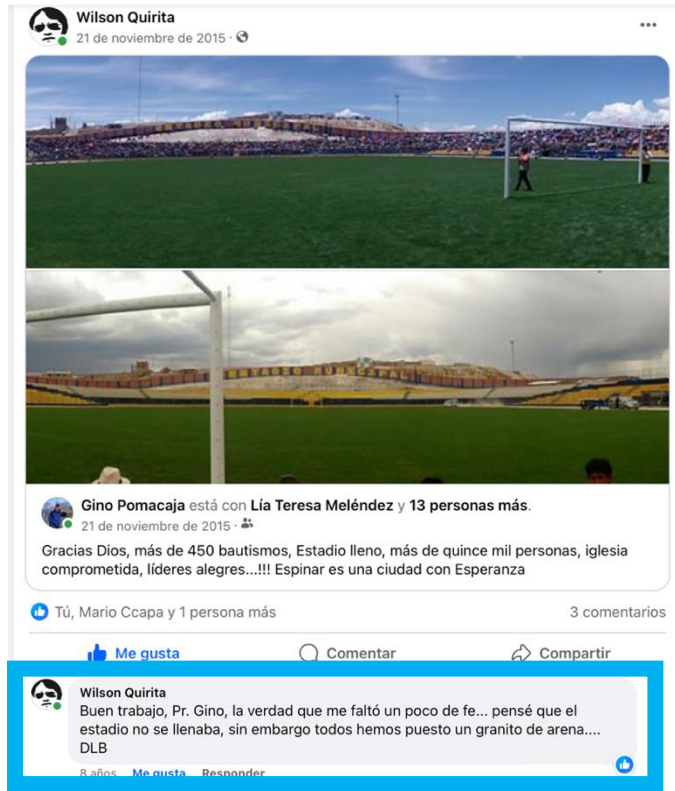 Wilson Quirita
21 de noviembre de 2015 ·
Gino Pomacaja está con Lía Teresa Meléndez y 13 personas más.
21 de noviembre de 2015 ·
Gracias Dios, más de 450 bautismos, Estadio lleno, más de quince mil personas, iglesia
comprometida, líderes alegres...!!! Espinar es una ciudad con Esperanza
Tú, Mario Ccapa y 1 persona más 3 comentarios
Me gusta Comentar Compartir
Wilson Quirita
Buen trabajo, Pr. Gino, la verdad que me faltó un poco de fe... pensé que el
estadio no se llenaba, sin embargo todos hemos puesto un granito de arena....
DLB
8 años Me gusta Responder